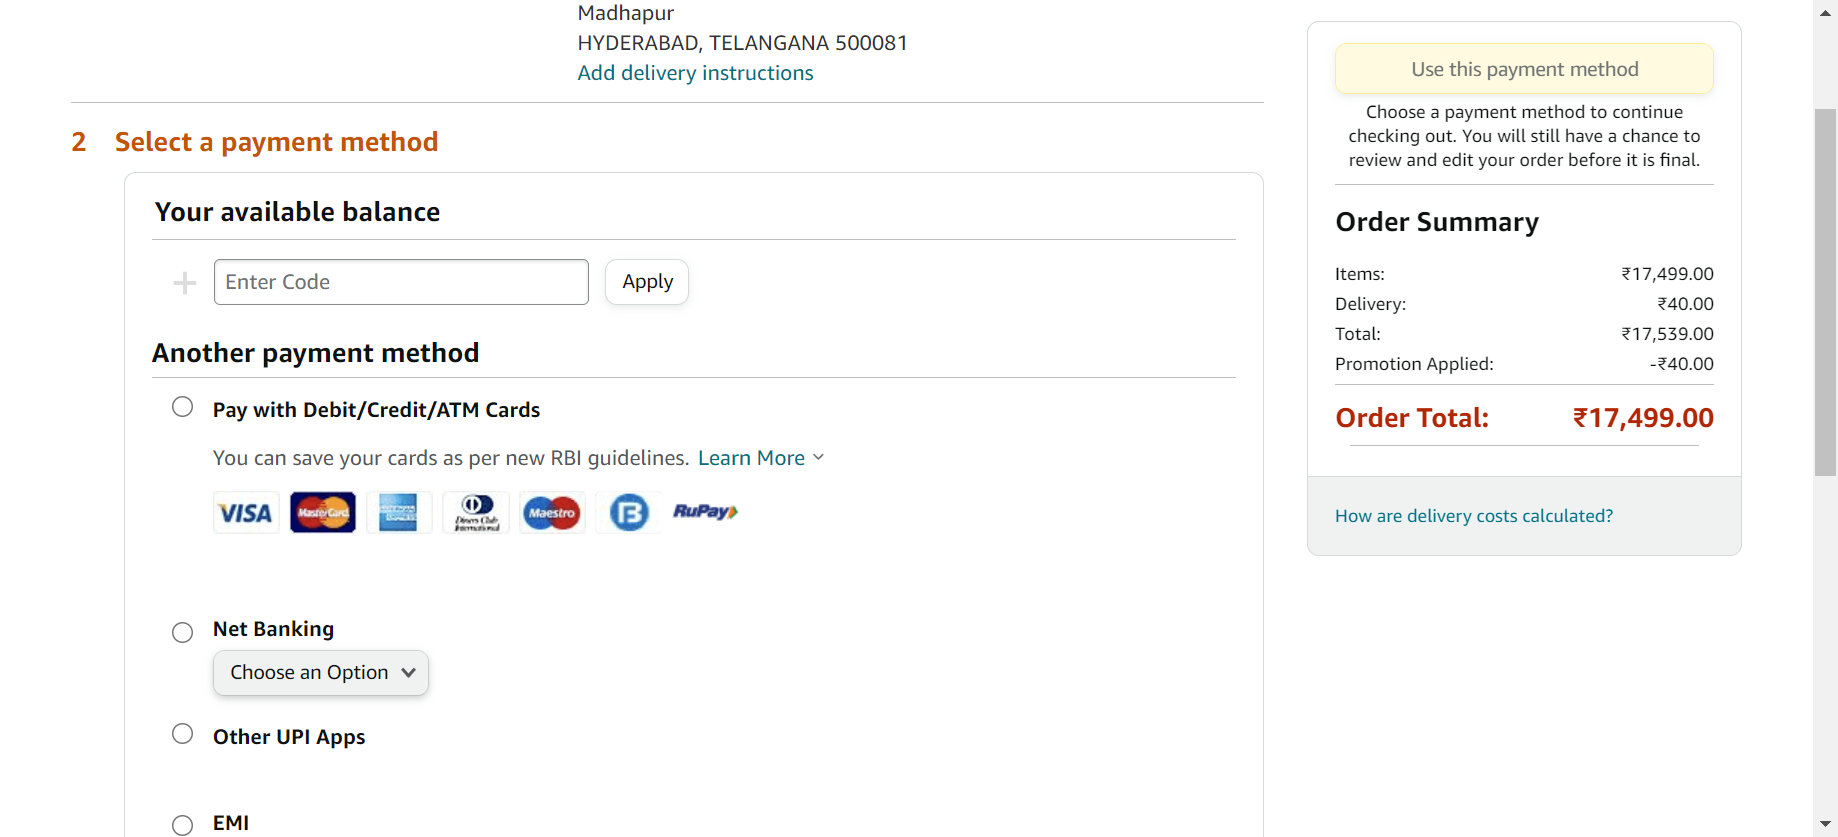 Madhapur
HYDERABAD, TELANGANA 500081
Add delivery instructions
2 Select a payment method
Your available balance
Enter Code
Apply
Another payment method
Pay with Debit/Credit/ATM Cards
You can save your cards as per new RBI guidelines. Learn More
VISA MasterCard AMERICAN EXPRESS Diners Club International Maestro B RuPay
Net Banking
Choose an Option
Other UPI Apps
EMI
Use this payment method
Choose a payment method to continue
checking out. You will still have a chance to
review and edit your order before it is final.
Order Summary
Items: ₹17,499.00
Delivery: ₹40.00
Total: ₹17,539.00
Promotion Applied: -₹40.00
Order Total: ₹17,499.00
How are delivery costs calculated?